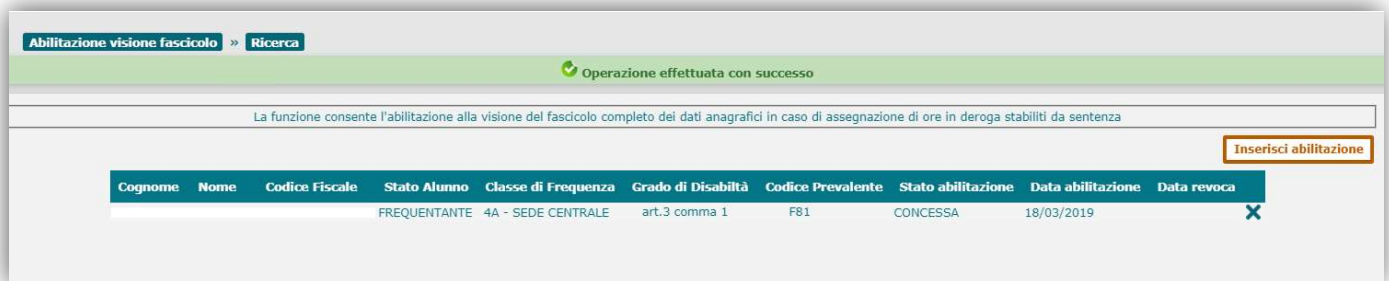 Abilitazione visione fascicolo » Ricerca
Operazione effettuata con successo
La funzione consente l'abilitazione alla visione del fascicolo completo dei dati anagrafici in caso di assegnazione di ore in deroga stabiliti da sentenza
Inserisci abilitazione
Cognome Nome Codice Fiscale Stato Alunno Classe di Frequenza Grado di Disabiltà Codice Prevalente Stato abilitazione Data abilitazione Data revoca
FREQUENTANTE 4A - SEDE CENTRALE art.3 comma 1 F81 CONCESSA 18/03/2019